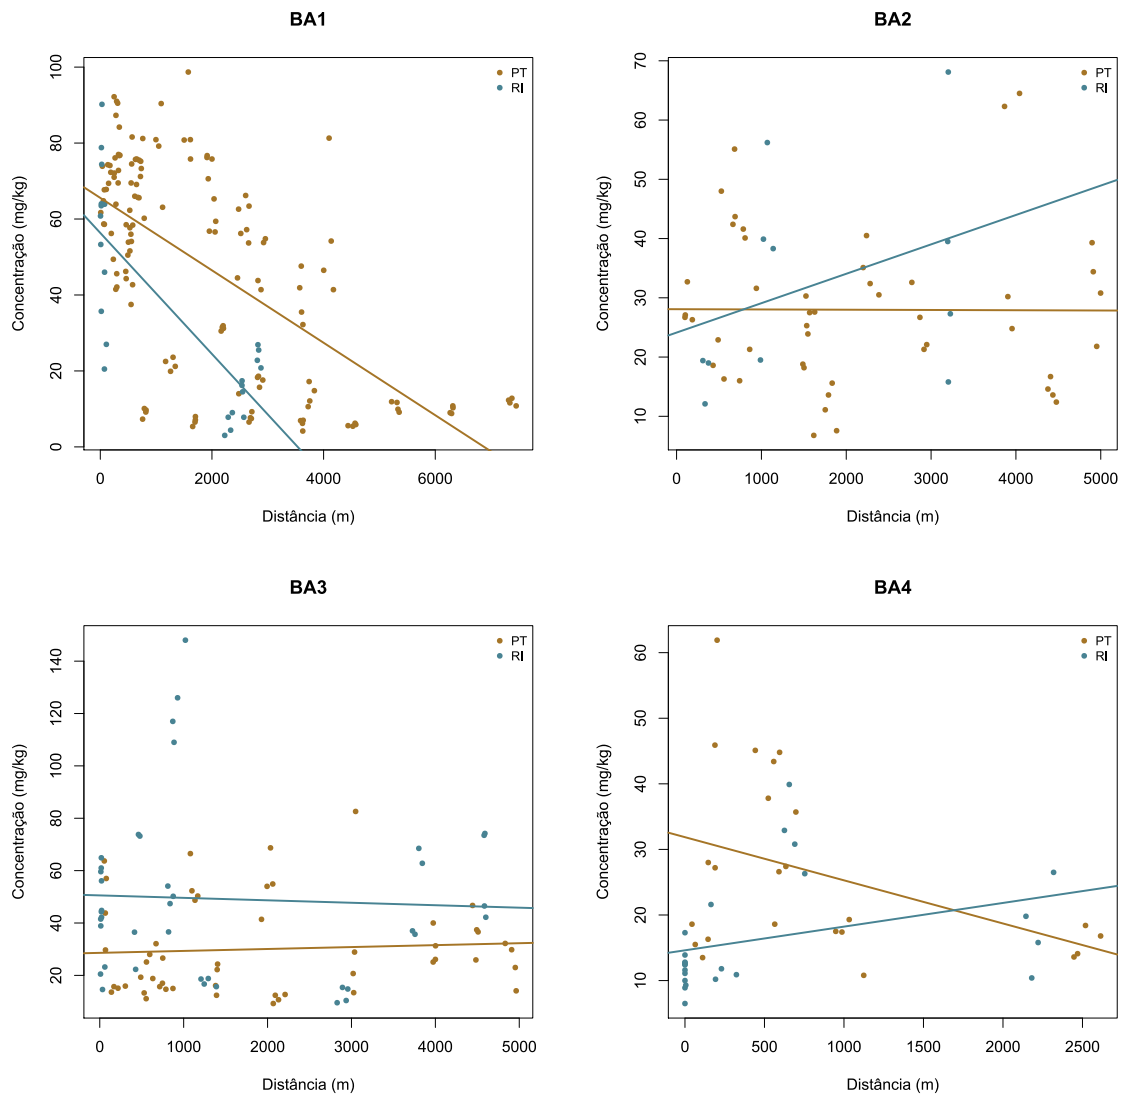 BA1
PT
RI
Concentração (mg/kg)
0 20 40 60 80 100
0 2000 4000 6000
Distância (m)
BA2
PT
RI
Concentração (mg/kg)
10 20 30 40 50 60 70
0 1000 2000 3000 4000 5000
Distância (m)
BA3
PT
RI
Concentração (mg/kg)
20 40 60 80 100 120 140
0 1000 2000 3000 4000 5000
Distância (m)
BA4
PT
RI
Concentração (mg/kg)
10 20 30 40 50 60
0 500 1000 1500 2000 2500
Distância (m)